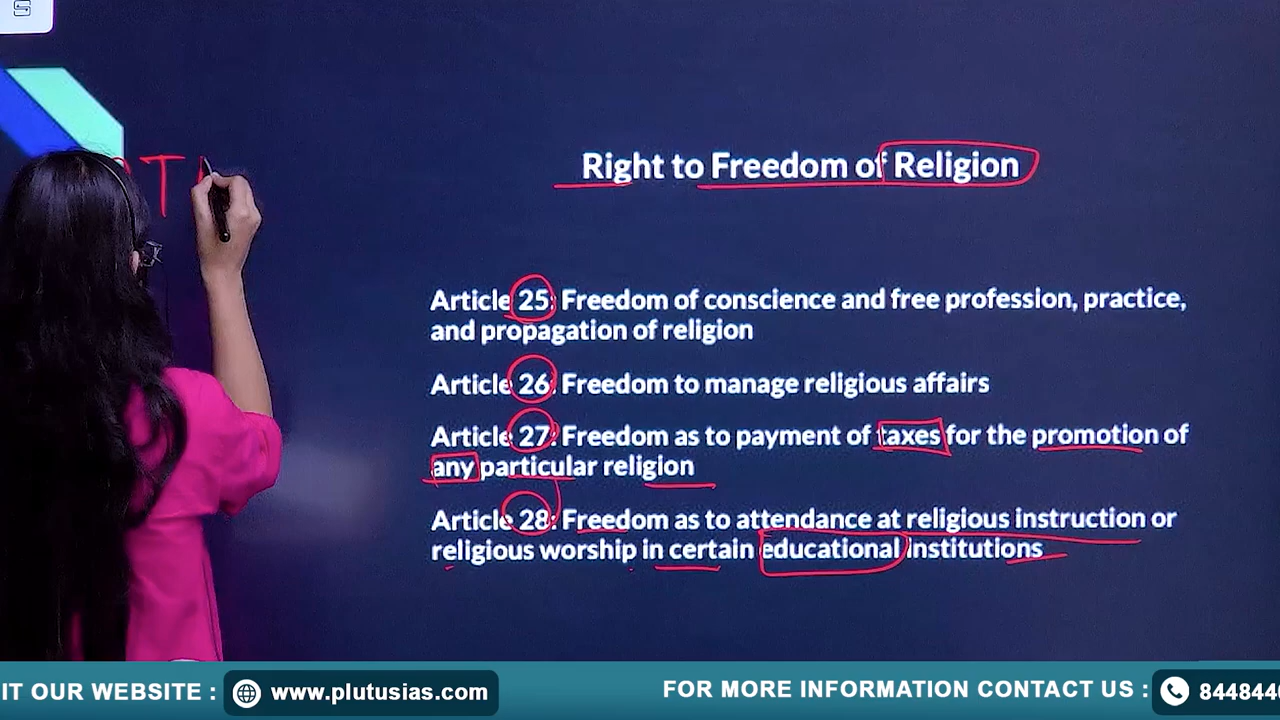 Right to Freedom of Religion
Article 25: Freedom of conscience and free profession, practice,
and propagation of religion
Article 26: Freedom to manage religious affairs
Article 27: Freedom as to payment of taxes for the promotion of
any particular religion
Article 28: Freedom as to attendance at religious instruction or
religious worship in certain educational institutions
IT OUR WEBSITE : www.plutusias.com FOR MORE INFORMATION CONTACT US :